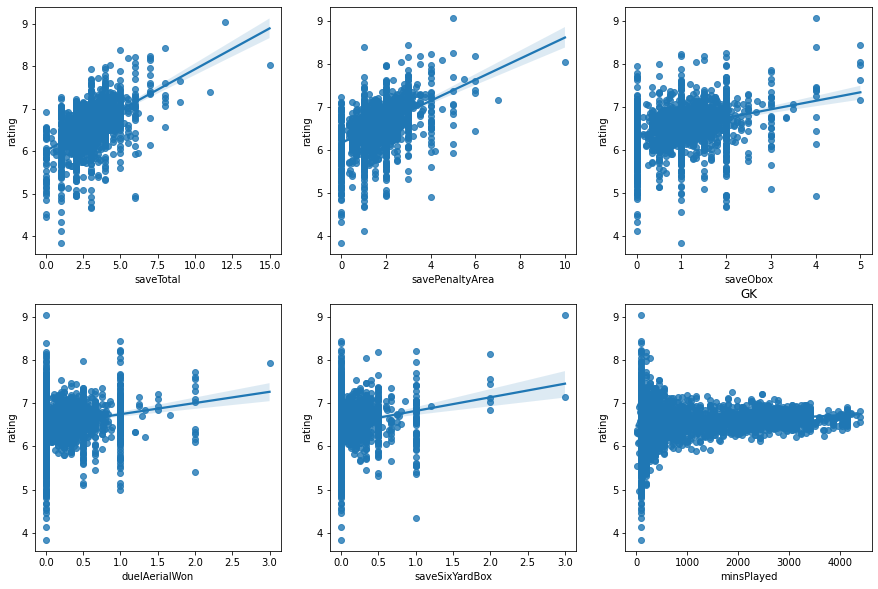 9
8
7
6
5
4
rating
0.0 2.5 5.0 7.5 10.0 12.5 15.0
saveTotal
9
8
7
6
5
4
rating
0 2 4 6 8 10
savePenaltyArea
9
8
7
6
5
4
rating
0 1 2 3 4 5
saveObox
9
8
7
6
5
4
rating
0.0 0.5 1.0 1.5 2.0 2.5 3.0
duelAerialWon
9
8
7
6
5
4
rating
0.0 0.5 1.0 1.5 2.0 2.5 3.0
saveSixYardBox
GK
9
8
7
6
5
4
rating
0 1000 2000 3000 4000
minsPlayed